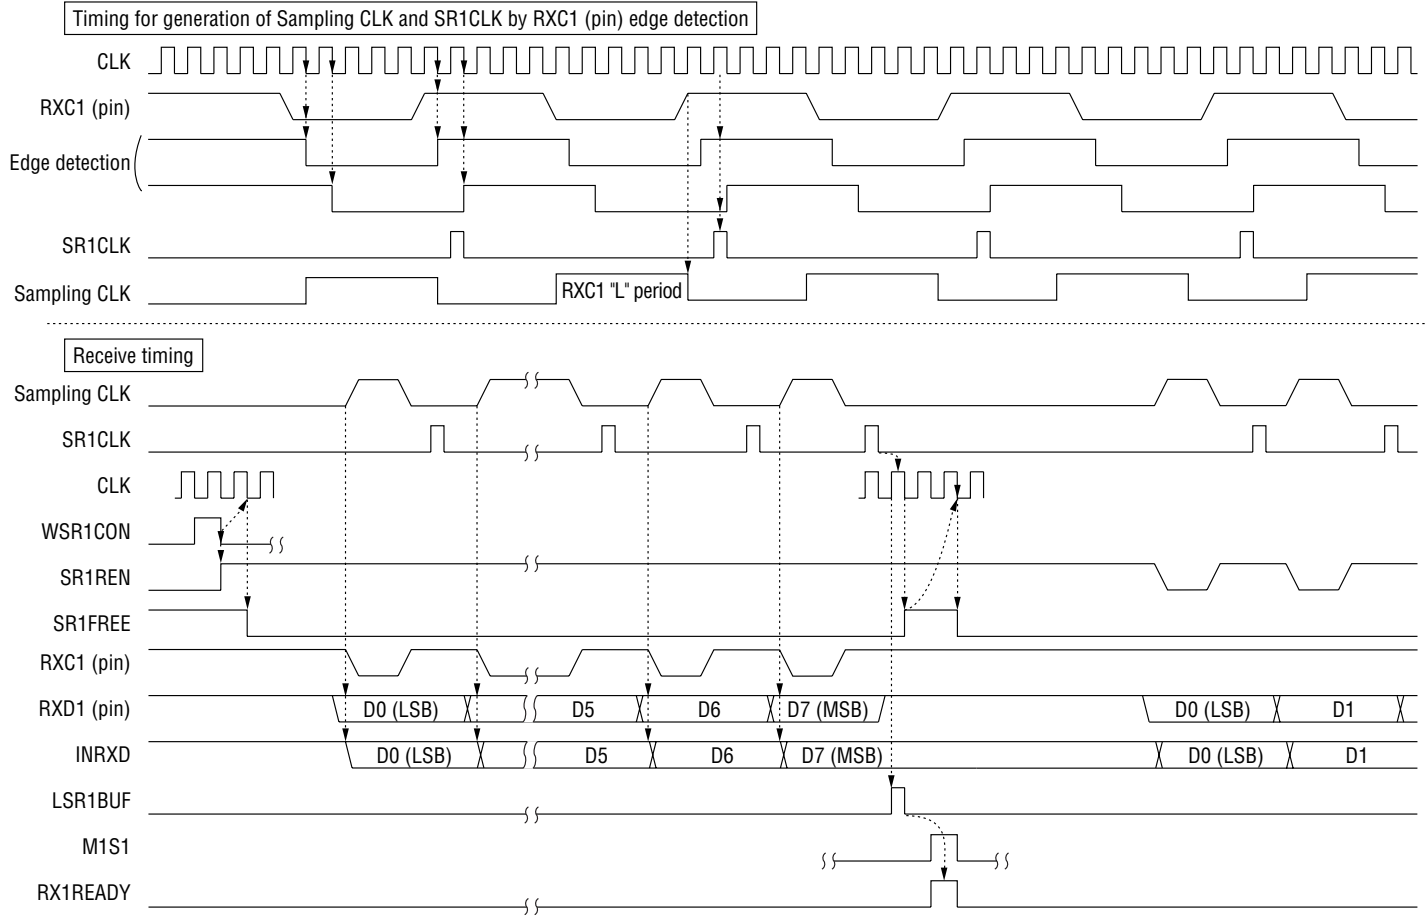 Timing for generation of Sampling CLK and SR1CLK by RXC1 (pin) edge detection
CLK
RXC1 (pin)
Edge detection
SR1CLK
Sampling CLK
RXC1 "L" period
Receive timing
Sampling CLK
SR1CLK
CLK
WSR1CON
SR1REN
SR1FREE
RXC1 (pin)
RXD1 (pin) D0 (LSB) D5 D6 D7 (MSB) D0 (LSB) D1
INRXD D0 (LSB) D5 D6 D7 (MSB) D0 (LSB) D1
LSR1BUF
M1S1
RX1READY